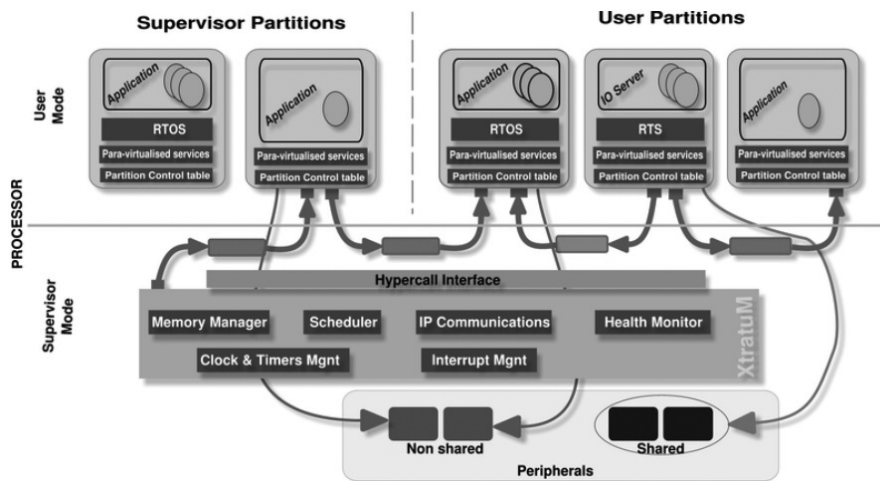 Supervisor Partitions
User Partitions
PROCESSOR
User
Mode
Application
RTOS
Para-virtualised services
Partition Control table
Application
Para-virtualised services
Partition Control table
Application
RTOS
Para-virtualised services
Partition Control table
IO Server
RTS
Para-virtualised services
Partition Control table
Application
Para-virtualised services
Partition Control table
Supervisor
Mode
Hypercall Interface
Memory Manager
Scheduler
IP Communications
Health Monitor
Clock & Timers Mgnt
Interrupt Mgnt
XtratuM
Non shared
Shared
Peripherals